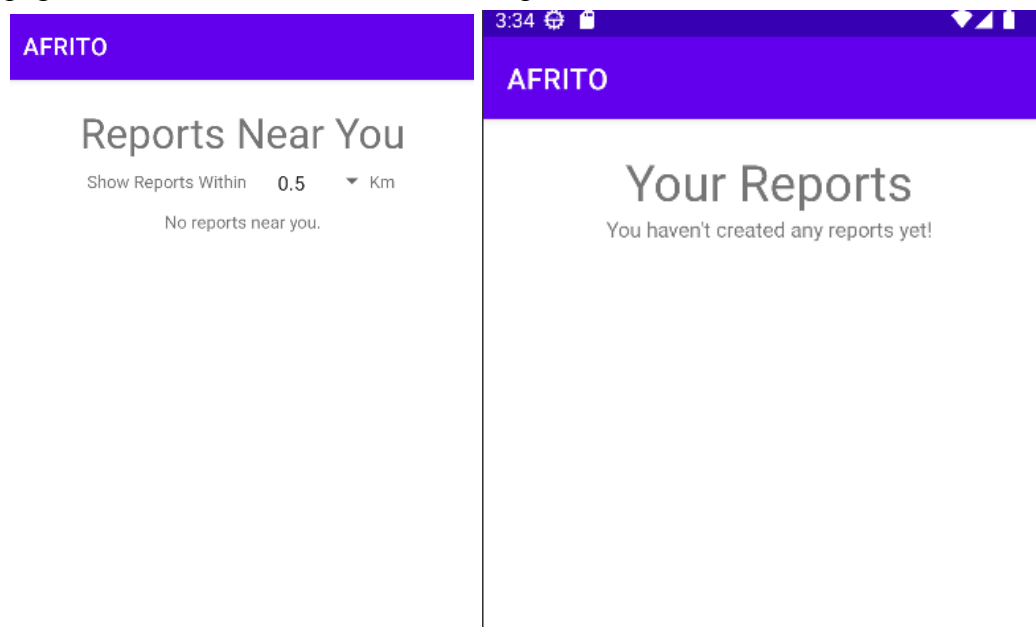 AFRITO
Reports Near You
Show Reports Within 0.5 Km
No reports near you.
3:34
AFRITO
Your Reports
You haven't created any reports yet!